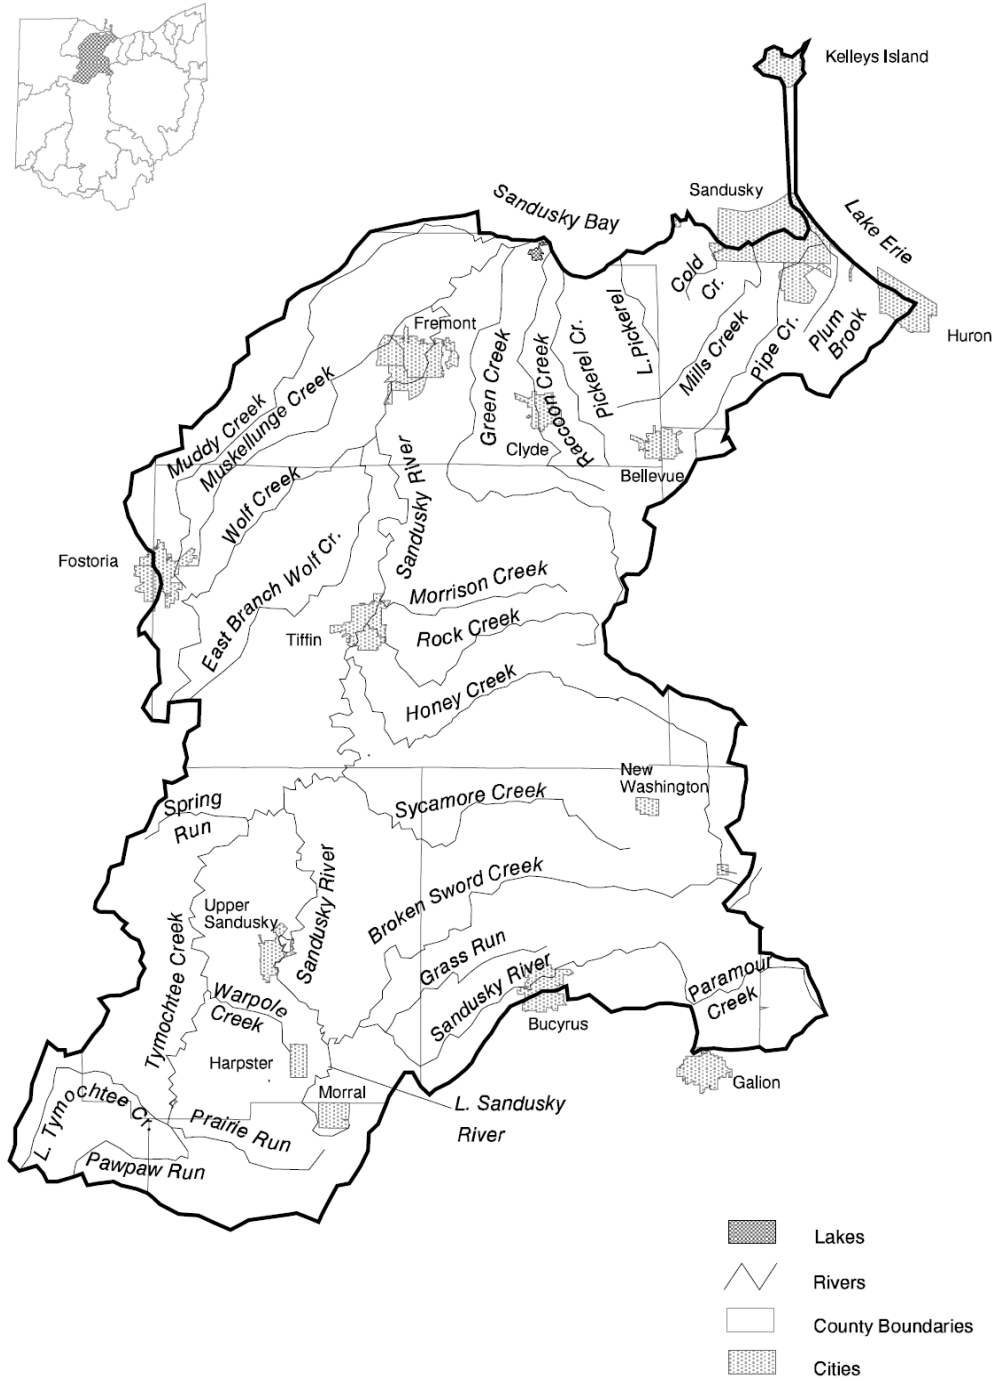 Kelleys Island
Sandusky
Sandusky Bay
Lake Erie
Cold
Cr.
Huron
Fremont
L.Pickerel
Pickerel Cr.
Mills Creek
Pipe Cr.
Plum
Brook
Green Creek
Raccoon Creek
Muddy Creek
Muskellunge Creek
Clyde
Bellevue
Wolf Creek
Sandusky River
Fostoria
East Branch Wolf Cr.
Morrison Creek
Tiffin
Rock Creek
Honey Creek
New
Washington
Spring
Run
Sycamore Creek
Sandusky River
Broken Sword Creek
Upper
Sandusky
Tymochtee Creek
Grass Run
Sandusky River
Paramour
Creek
Warpole
Creek
Bucyrus
Harpster
Galion
Morral
L. Sandusky
River
L. Tymochtee Cr.
Prairie Run
Pawpaw Run
Lakes
Rivers
County Boundaries
Cities